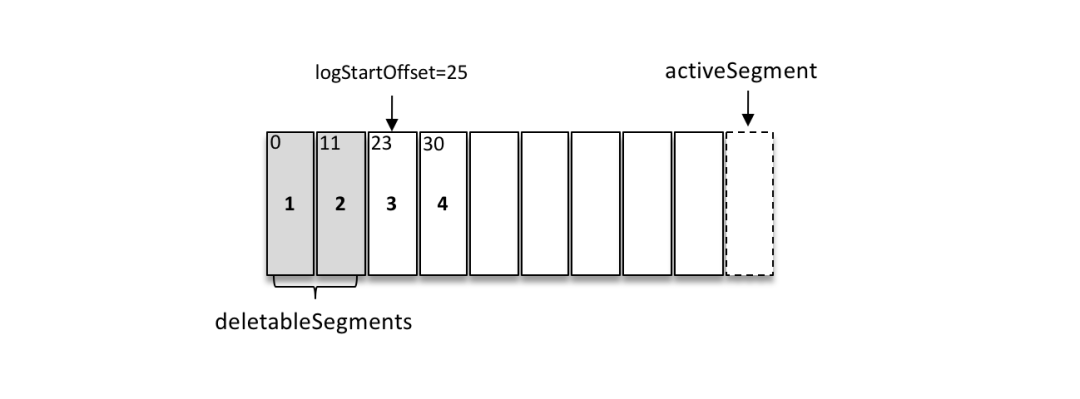 logStartOffset=25
activeSegment
0 11 23 30
1 2 3 4
deletableSegments